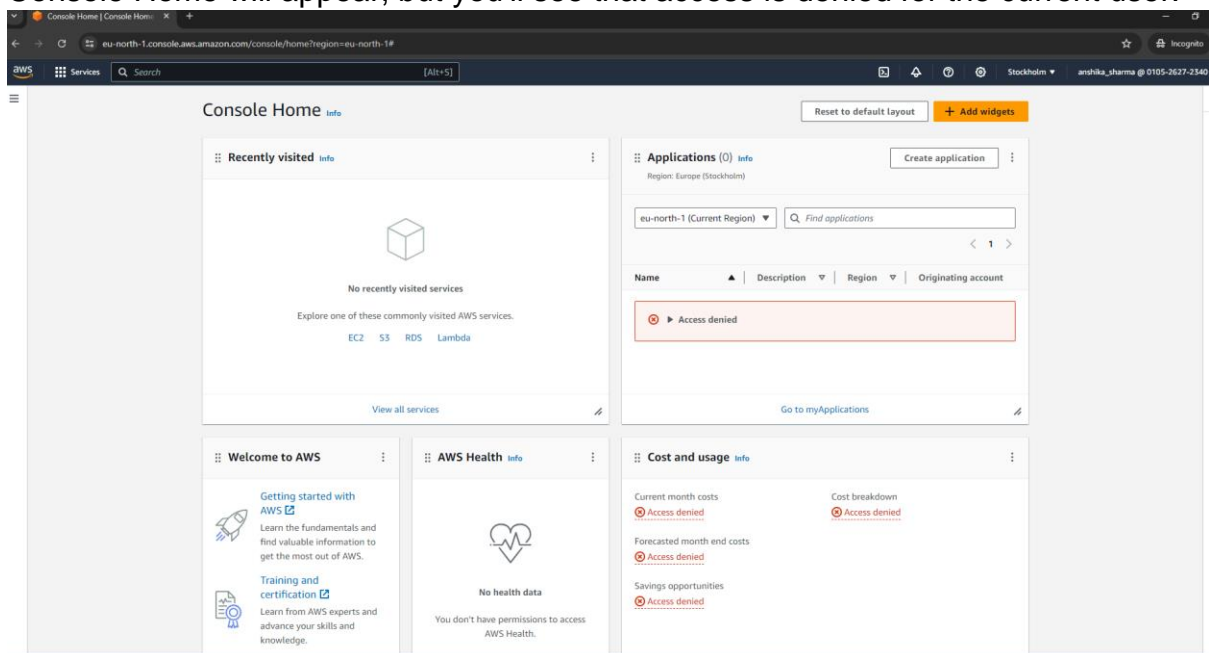 Console Home will appear, but you'll see that access is denied for the current user.
Console Home | Console Home
eu-north-1.console.aws.amazon.com/console/home?region=eu-north-1#
Incognito
aws
Services
Search
[Alt+S]
Stockholm
anshika_sharma @ 0105-2627-2340
Console Home Info
Reset to default layout
+ Add widgets
Recently visited Info
No recently visited services
Explore one of these commonly visited AWS services.
EC2 S3 RDS Lambda
View all services
Applications (0) Info
Region: Europe (Stockholm)
Create application
eu-north-1 (Current Region)
Find applications
1
Name Description Region Originating account
Access denied
Go to myApplications
Welcome to AWS
Getting started with
AWS
Learn the fundamentals and
find valuable information to
get the most out of AWS.
Training and
certification
Learn from AWS experts and
advance your skills and
knowledge.
AWS Health Info
No health data
You don't have permissions to access
AWS Health.
Cost and usage Info
Current month costs
Access denied
Forecasted month end costs
Access denied
Savings opportunities
Access denied
Cost breakdown
Access denied